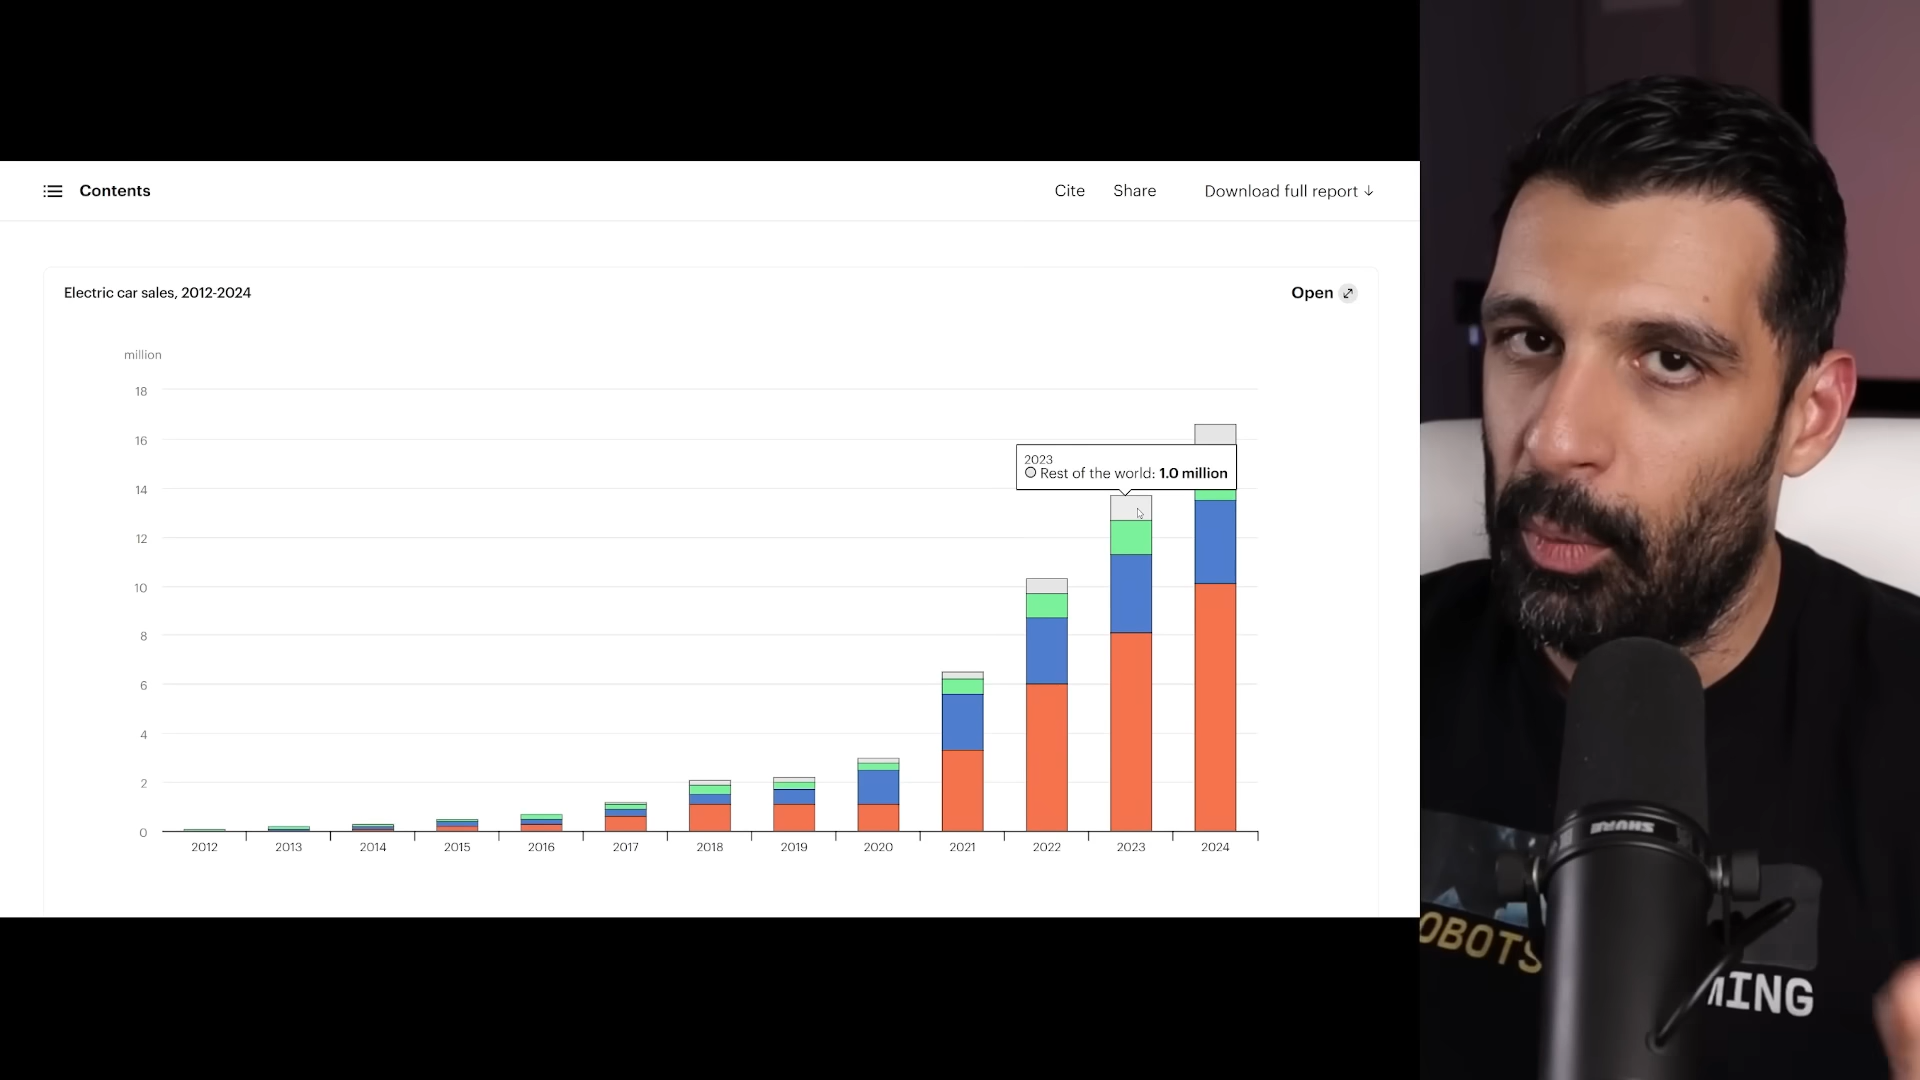 Contents
Cite
Share
Download full report ↓
Electric car sales, 2012-2024
Open
million
18
16
14
12
10
8
6
4
2
0
2023
Rest of the world: 1.0 million
2012
2013
2014
2015
2016
2017
2018
2019
2020
2021
2022
2023
2024
SHURE
OBOTS
MING